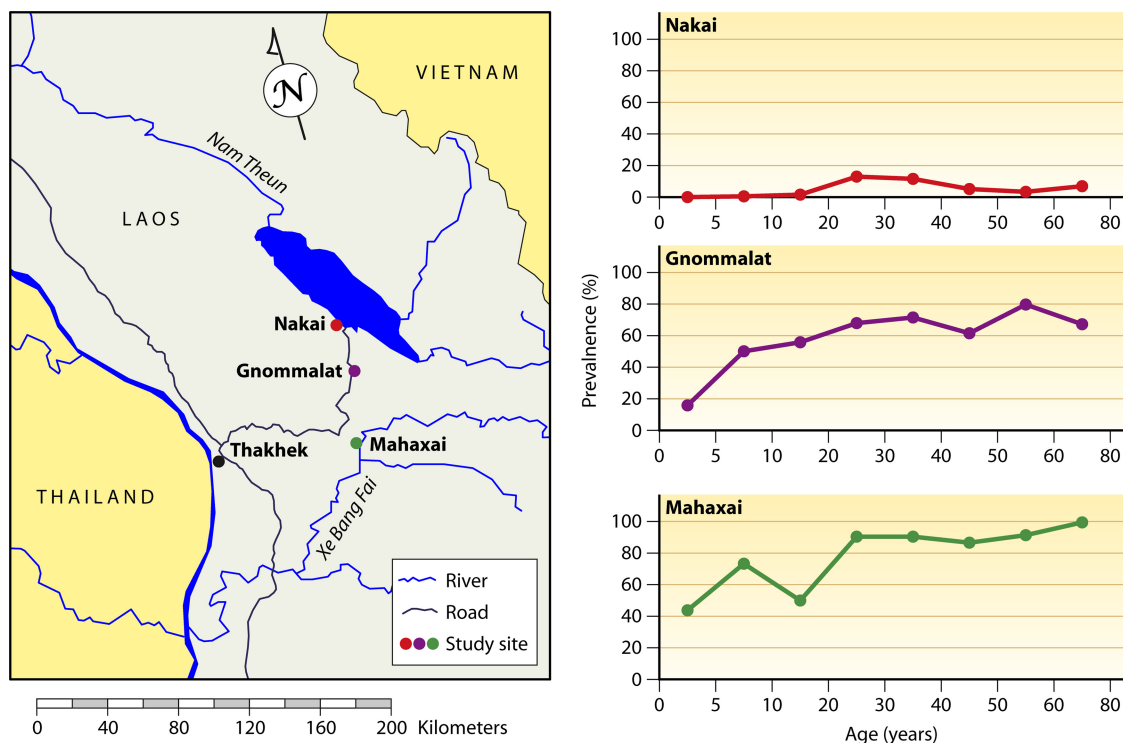 VIETNAM
N
Nam Theun
LAOS
Nakai
Gnommalat
Thakhek
Mahaxai
THAILAND
Xe Bang Fai
River
Road
Study site
0 40 80 120 160 200 Kilometers
Prevalnence (%)
Nakai
100
80
60
40
20
0
0 5 10 20 30 40 50 60 80
Gnommalat
100
80
60
40
20
0
0 5 10 20 30 40 50 60 80
Mahaxai
100
80
60
40
20
0
0 5 10 20 30 40 50 60 80
Age (years)